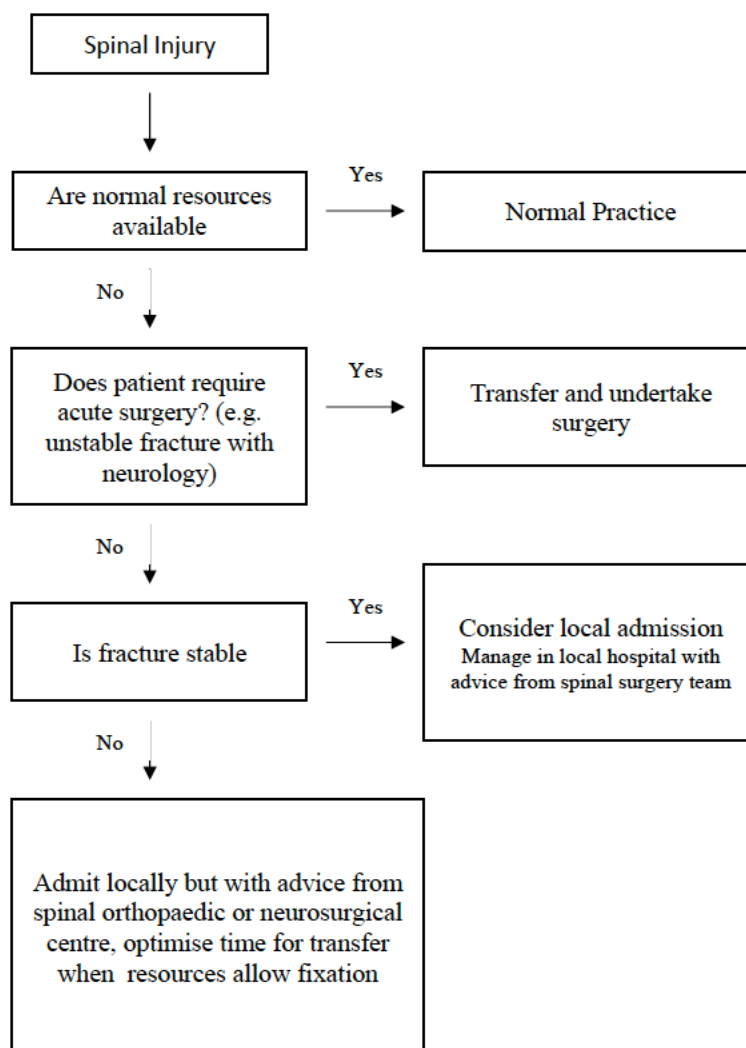 Spinal Injury
Are normal resources
available
Yes
Normal Practice
No
Does patient require
acute surgery? (e.g.
unstable fracture with
neurology)
Yes
Transfer and undertake
surgery
No
Is fracture stable
Yes
Consider local admission
Manage in local hospital with
advice from spinal surgery team
No
Admit locally but with advice from
spinal orthopaedic or neurosurgical
centre, optimise time for transfer
when resources allow fixation